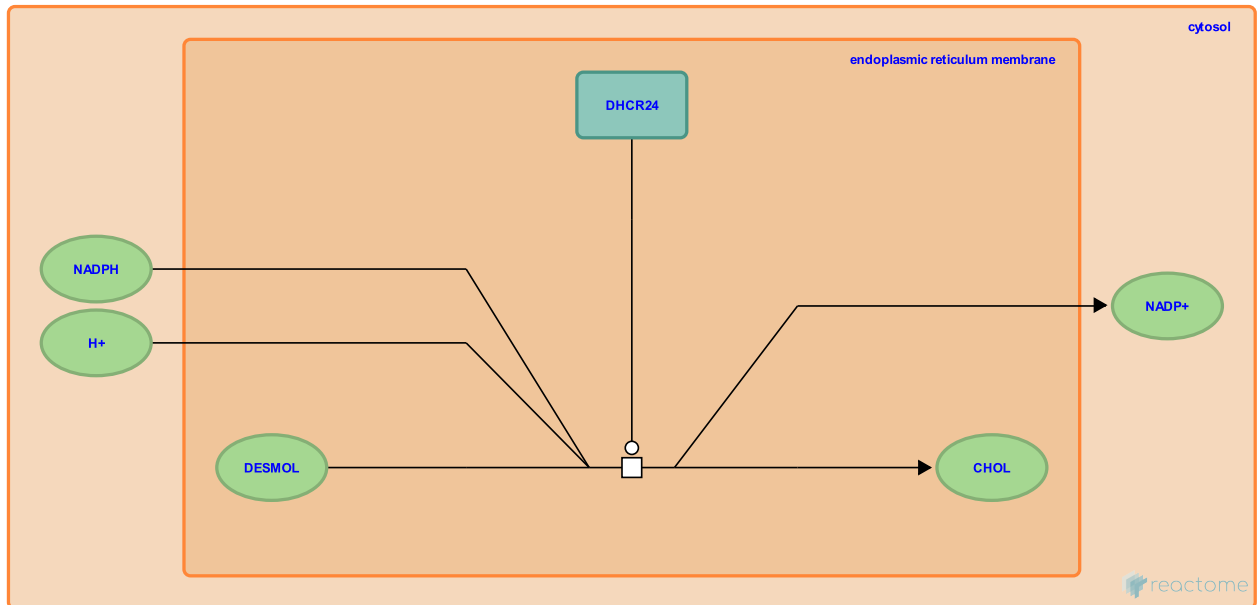 cytosol
endoplasmic reticulum membrane
DHCR24
NADPH
NADP+
H+
DESMOL
CHOL
reactome